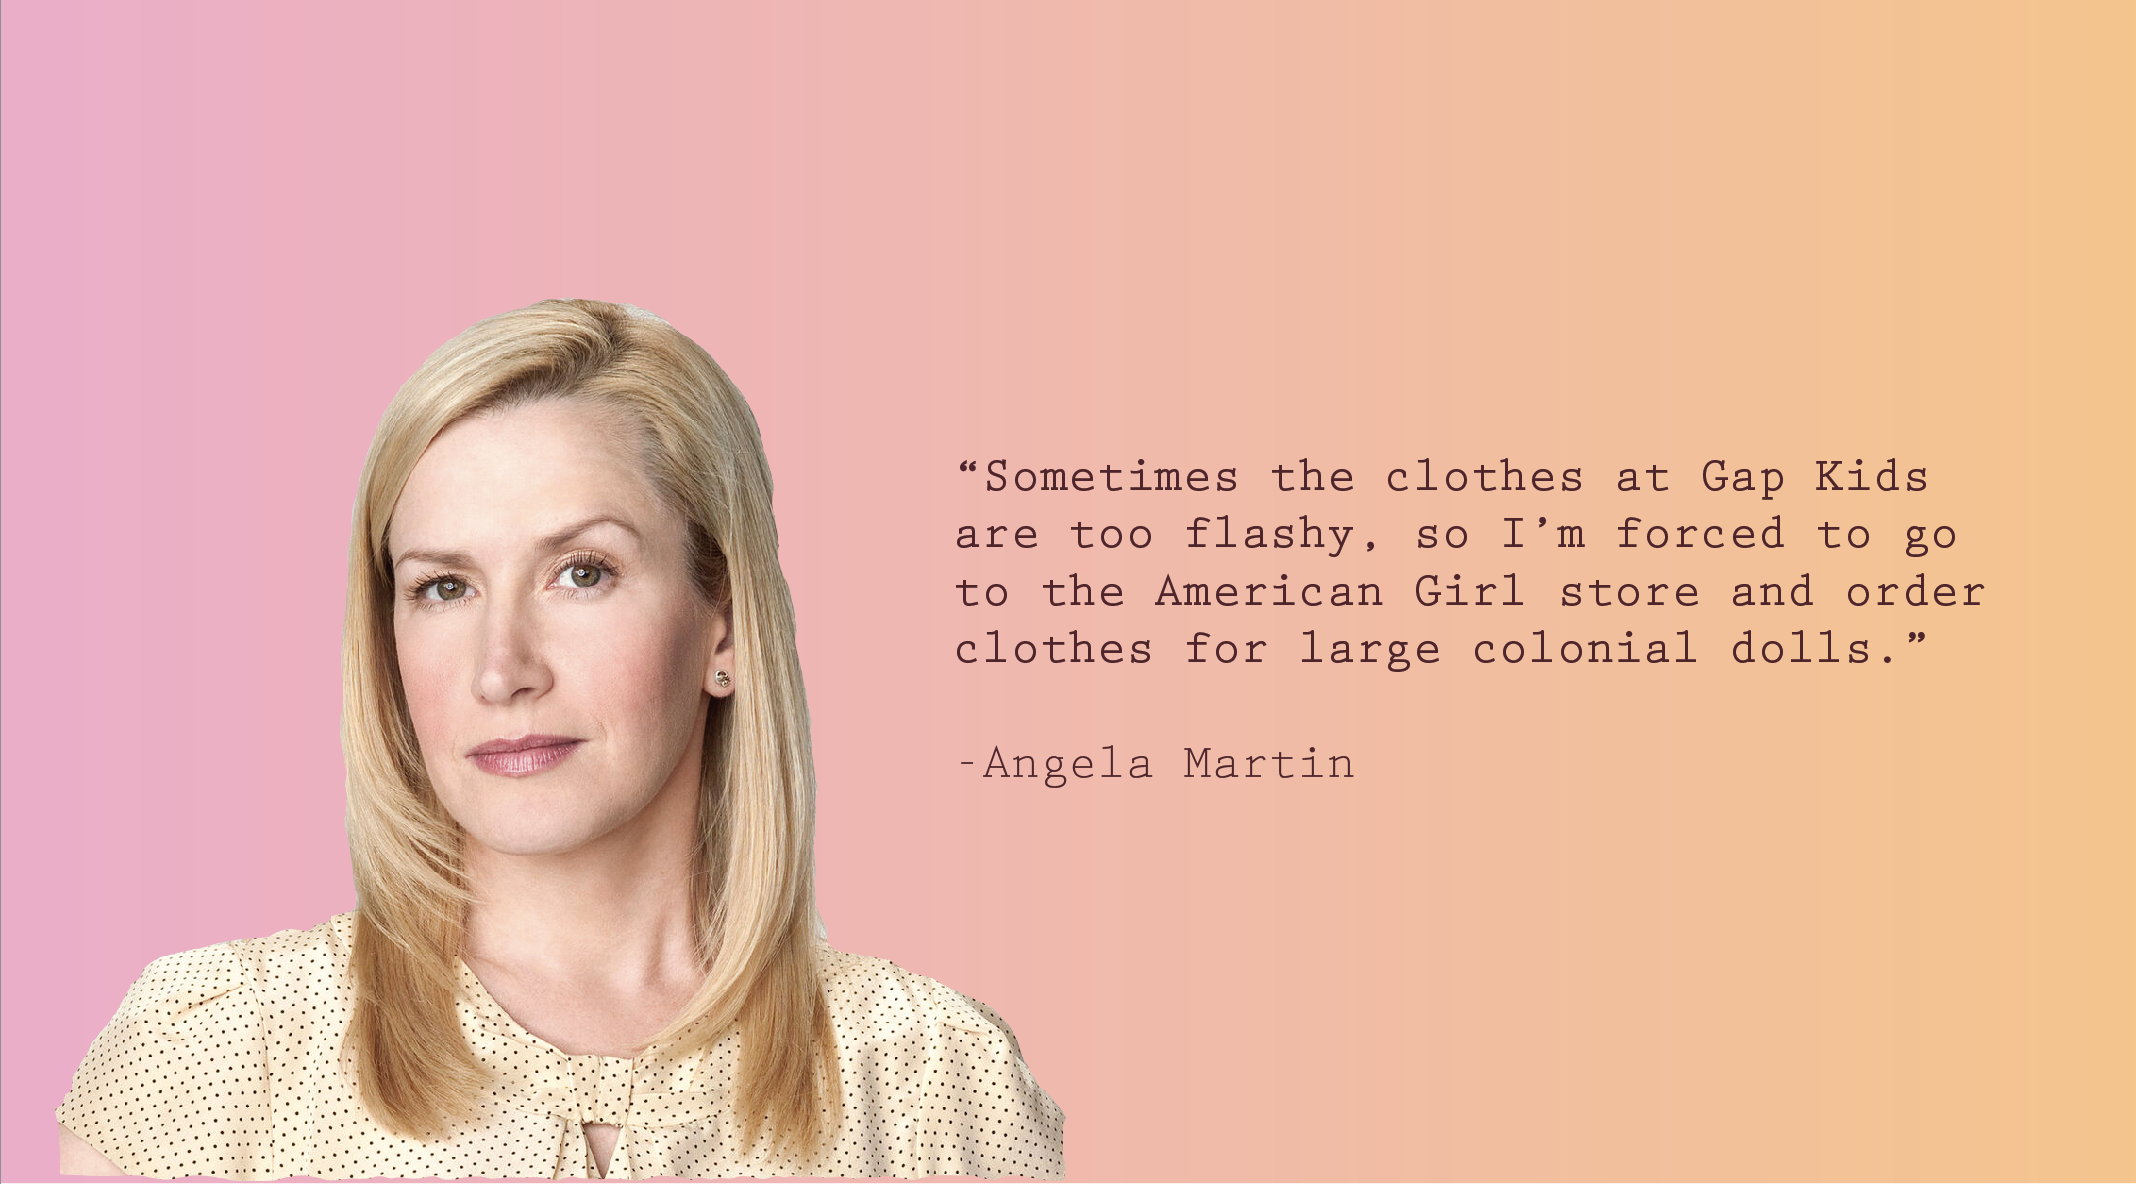 “Sometimes the clothes at Gap Kids
are too flashy, so I’m forced to go
to the American Girl store and order
clothes for large colonial dolls.”
-Angela Martin